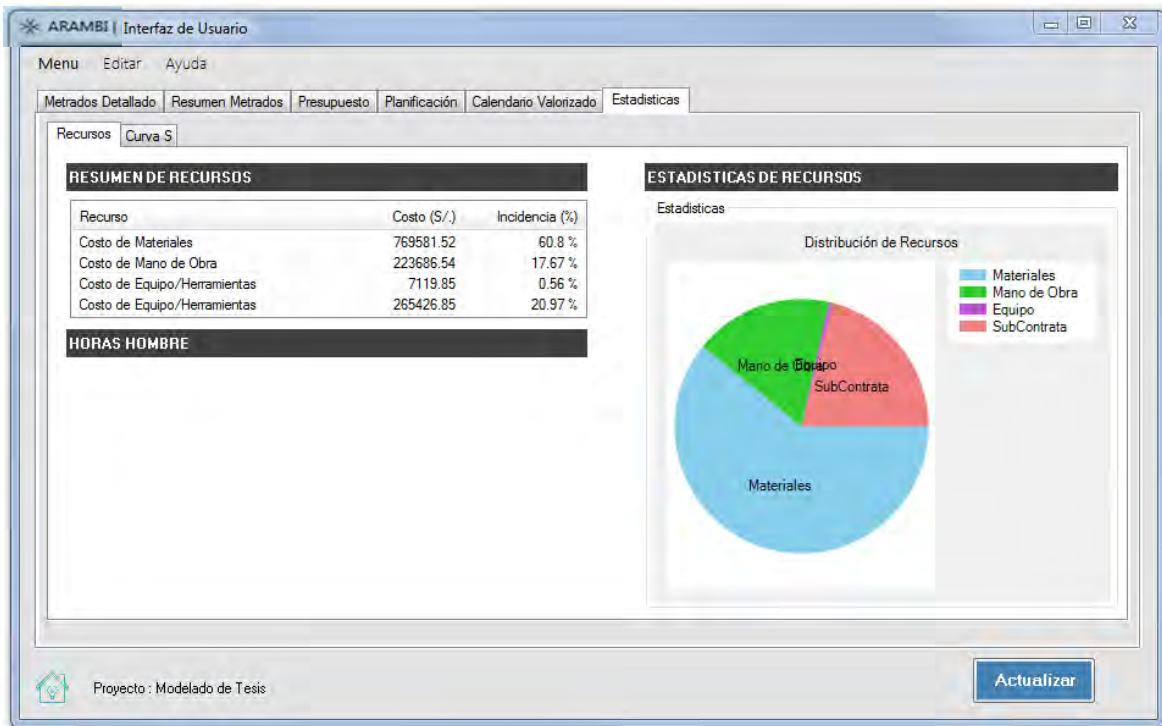 ARAMBI | Interfaz de Usuario
Menu Editar Ayuda
Metrados Detallado Resumen Metrados Presupuesto Planificación Calendario Valorizado Estadisticas
Recursos Curva S
RESUMEN DE RECURSOS
Recurso Costo (S/.) Incidencia (%)
Costo de Materiales 769581.52 60.8 %
Costo de Mano de Obra 223686.54 17.67 %
Costo de Equipo/Herramientas 7119.85 0.56 %
Costo de Equipo/Herramientas 265426.85 20.97 %
HORAS HOMBRE
ESTADISTICAS DE RECURSOS
Estadisticas
Distribución de Recursos
Materiales
Mano de Obra
Equipo
SubContrata
Mano de Obra Equipo
SubContrata
Materiales
Proyecto : Modelado de Tesis
Actualizar